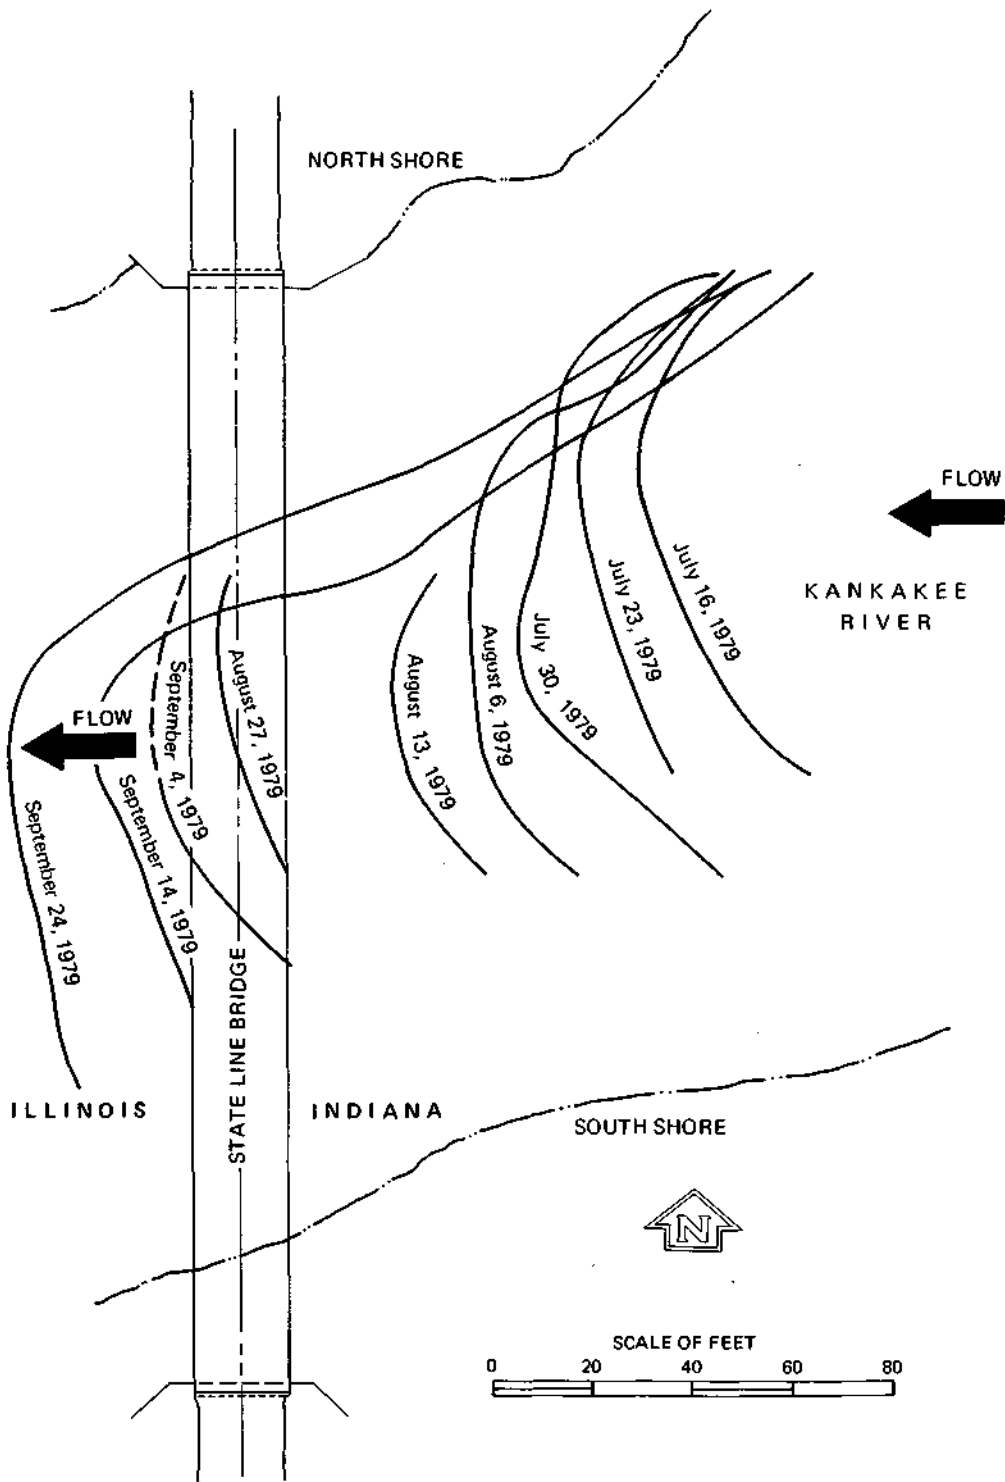 NORTH SHORE
FLOW
KANKAKEE
RIVER
July 16, 1979
July 23, 1979
July 30, 1979
August 6, 1979
August 13, 1979
August 27, 1979
September 4, 1979
FLOW
September 14, 1979
September 24, 1979
STATE LINE BRIDGE
ILLINOIS
INDIANA
SOUTH SHORE
N
SCALE OF FEET
0 20 40 60 80